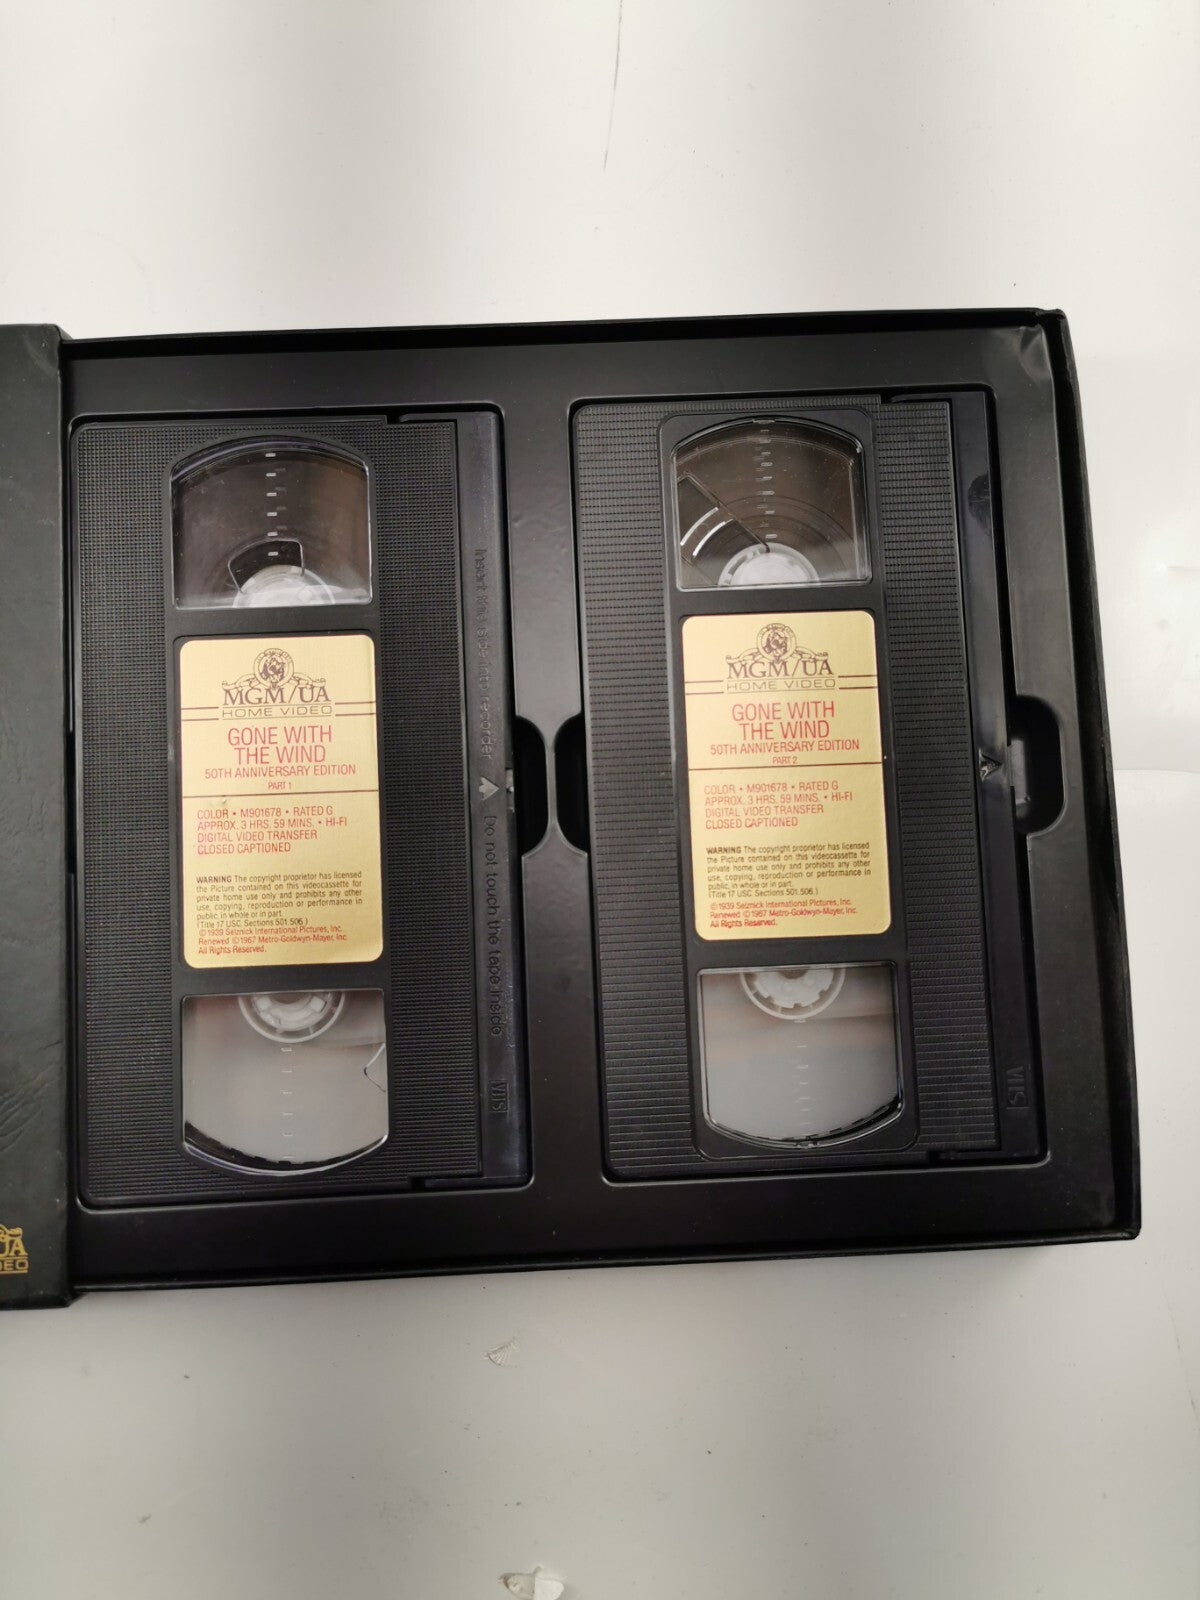 MGM/UA
HOME VIDEO
GONE WITH
THE WIND
50TH ANNIVERSARY EDITION
PART 1
COLOR • M901678 • RATED G
APPROX. 3 HRS. 59 MINS. • HI-FI
DIGITAL VIDEO TRANSFER
CLOSED CAPTIONED
WARNING The copyright proprietor has licensed
the Picture contained on this videocassette for
private home use only and prohibits any other
use, copying, reproduction or performance in
public, in whole or in part.
(Title 17 USC Sections 501.506.)
©1939 Selznick International Pictures, Inc.
Renewed ©1967 Metro-Goldwyn-Mayer, Inc.
All Rights Reserved.
Insert this side into recorder
Do not touch the tape inside
VHS
MGM/UA
HOME VIDEO
GONE WITH
THE WIND
50TH ANNIVERSARY EDITION
PART 2
COLOR • M901678 • RATED G
APPROX. 3 HRS. 59 MINS. • HI-FI
DIGITAL VIDEO TRANSFER
CLOSED CAPTIONED
WARNING The copyright proprietor has licensed
the Picture contained on this videocassette for
private home use only and prohibits any other
use, copying, reproduction or performance in
public, in whole or in part.
(Title 17 USC Sections 501.506.)
©1939 Selznick International Pictures, Inc.
Renewed ©1967 Metro-Goldwyn-Mayer, Inc.
All Rights Reserved.
VHS
UA
DEO